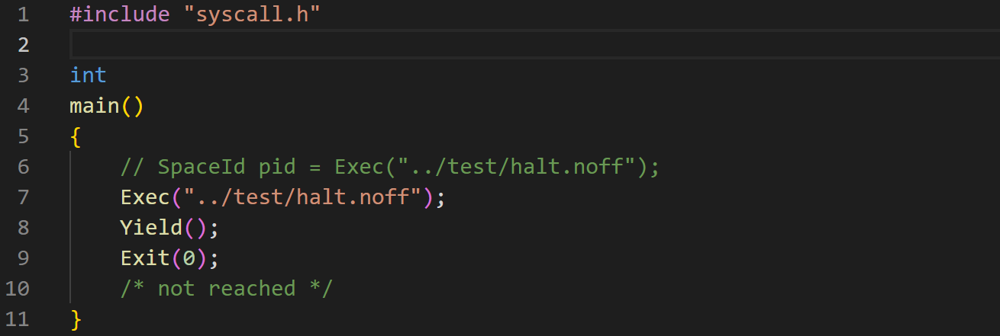 1 #include "syscall.h"
2
3 int
4 main()
5 {
6 // SpaceId pid = Exec("../test/halt.noff");
7 Exec("../test/halt.noff");
8 Yield();
9 Exit(0);
10 /* not reached */
11 }